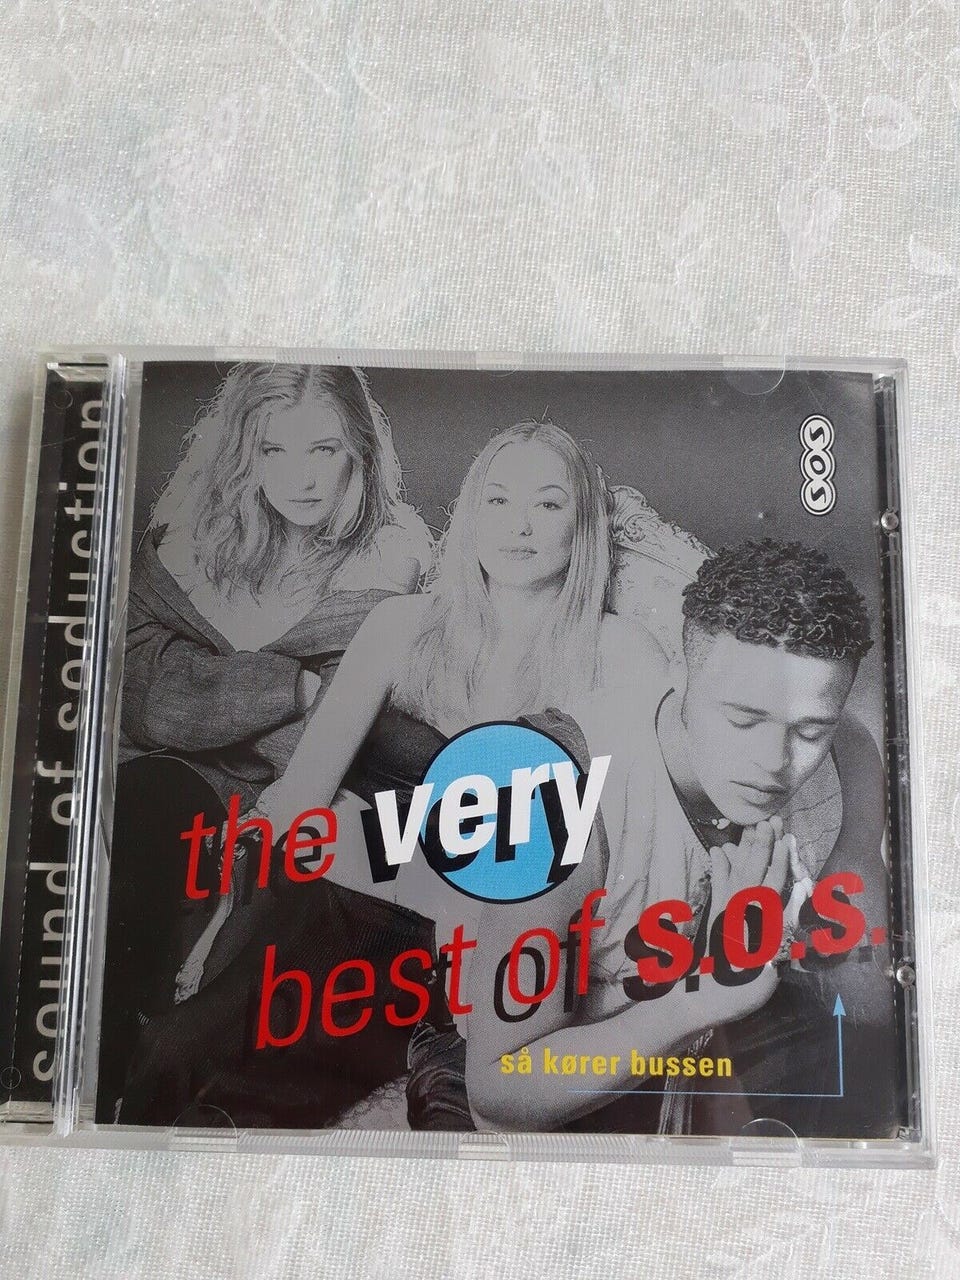 sound of seduction
SOS
the very
best of s.o.s.
så kører bussen